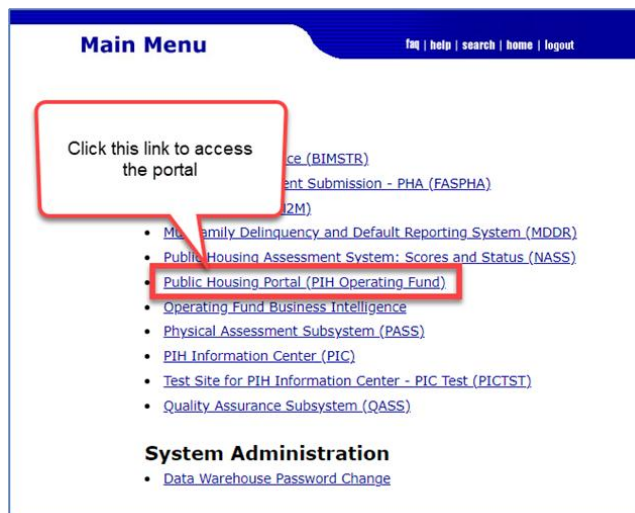 Main Menu
faq | help | search | home | logout
Click this link to access
the portal
ce (BIMSTR)
ent Submission - PHA (FASPHA)
2M)
Family Delinquency and Default Reporting System (MDDR)
Public Housing Assessment System: Scores and Status (NASS)
Public Housing Portal (PIH Operating Fund)
Operating Fund Business Intelligence
Physical Assessment Subsystem (PASS)
PIH Information Center (PIC)
Test Site for PIH Information Center - PIC Test (PICTST)
Quality Assurance Subsystem (QASS)
System Administration
Data Warehouse Password Change